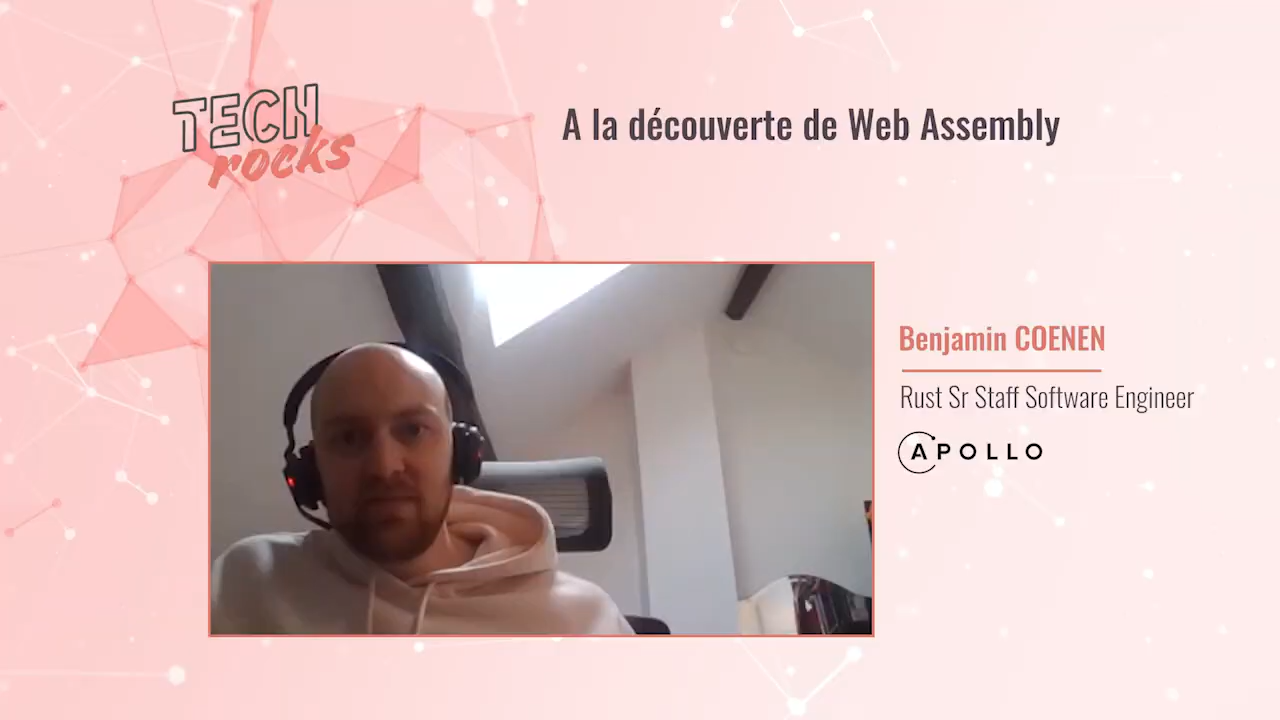 TECH
rocks
A la découverte de Web Assembly
Benjamin COENEN
Rust Sr Staff Software Engineer
APOLLO